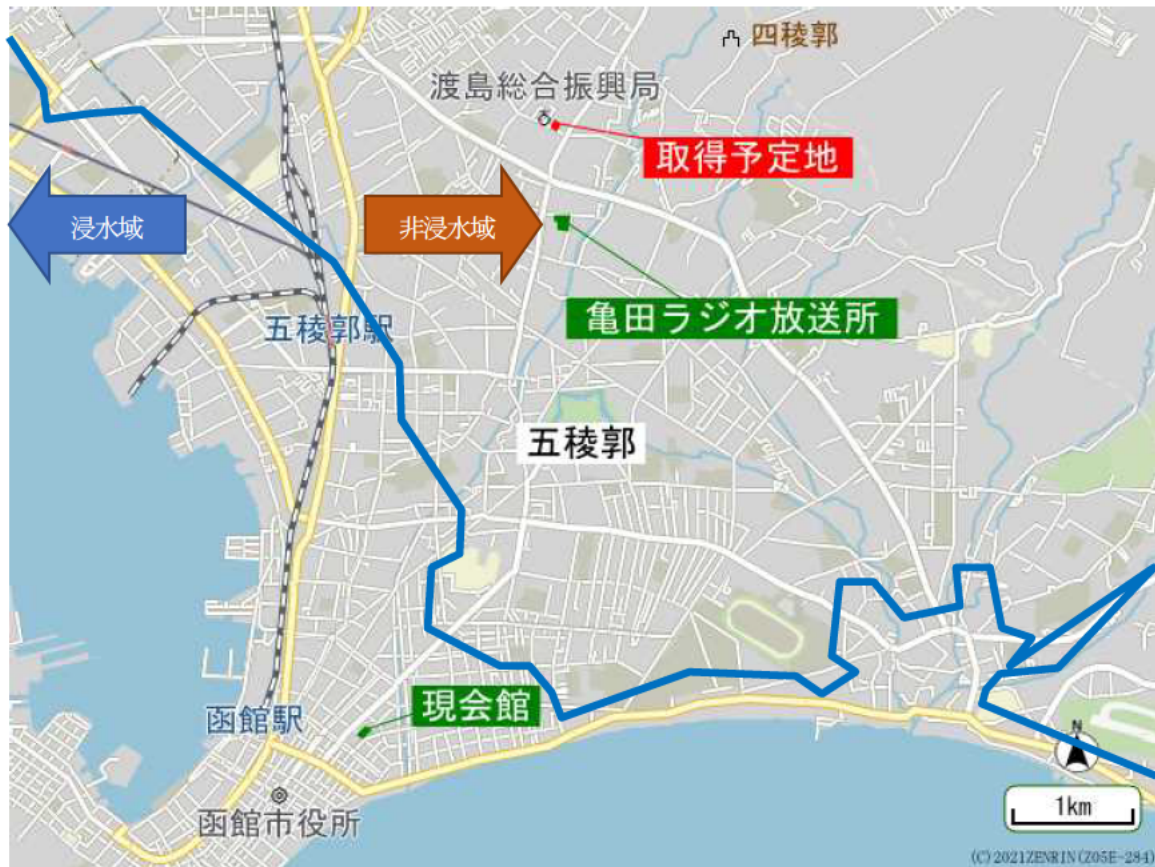 四稜郭
渡島総合振興局
取得予定地
浸水域
非浸水域
亀田ラジオ放送所
五稜郭駅
五稜郭
現会館
函館駅
函館市役所
N
1km
(C)2021ZENRIN(Z05E-284)